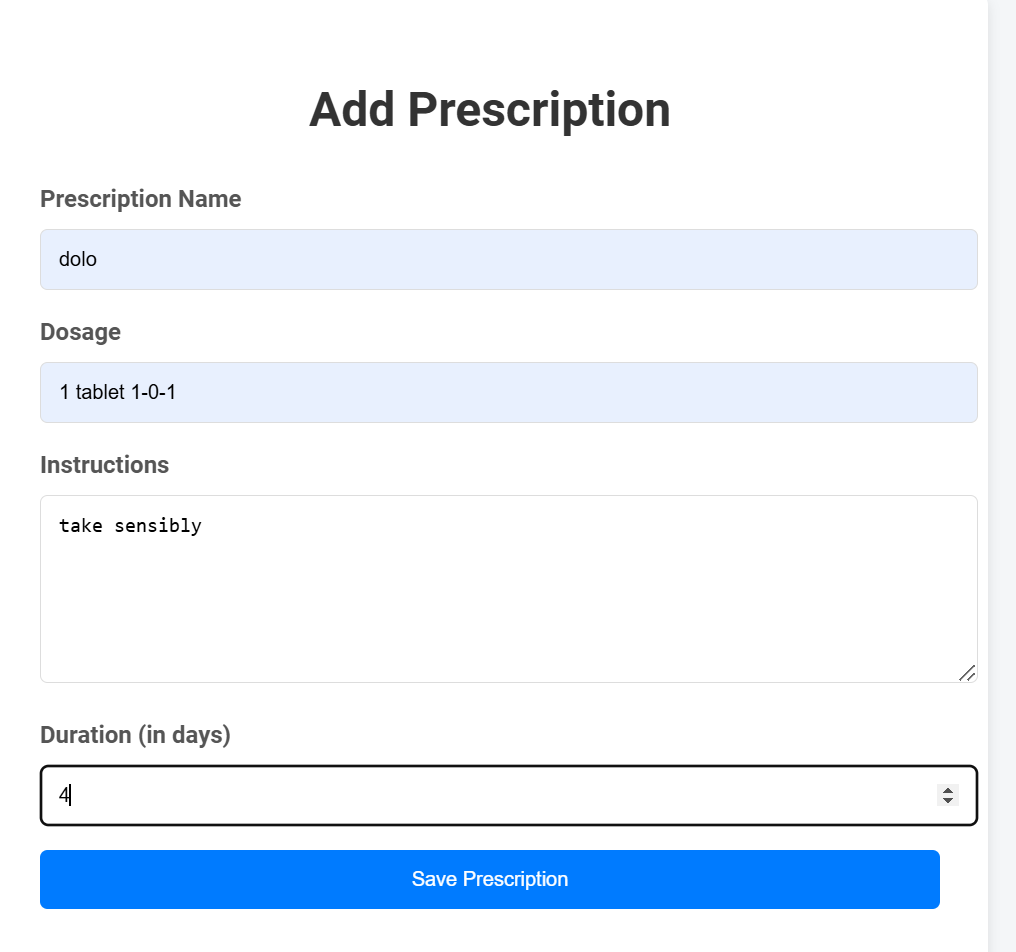 Add Prescription
Prescription Name
dolo
Dosage
1 tablet 1-0-1
Instructions
take sensibly
Duration (in days)
4
Save Prescription